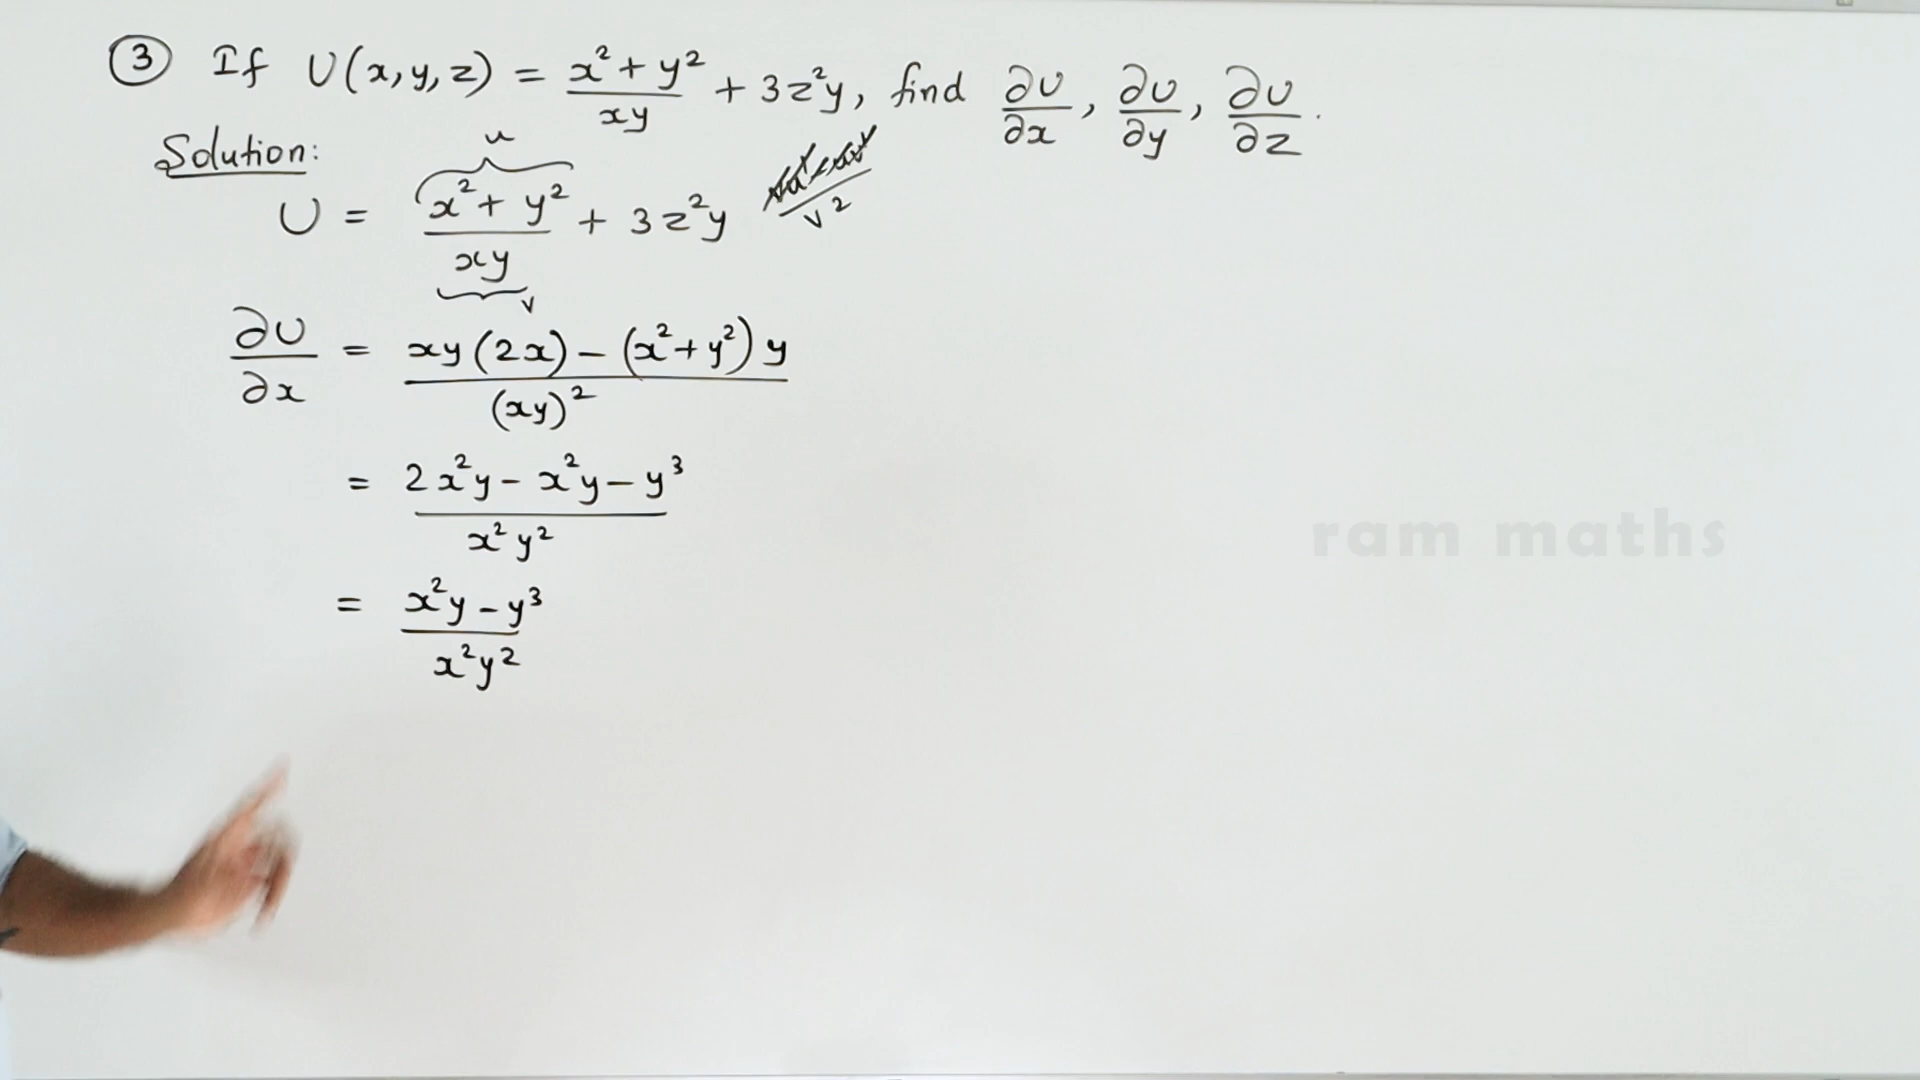 ③ If U(x,y,z) = (x² + y²)/(xy) + 3z²y, find ∂U/∂x, ∂U/∂y, ∂U/∂z.
Solution:
u
U = (x² + y²)/(xy) + 3z²y
v²
v
∂U/∂x = (xy(2x) – (x² + y²)y)/(xy)²
= (2x²y – x²y – y³)/(x²y²)
ram maths
= (x²y – y³)/(x²y²)